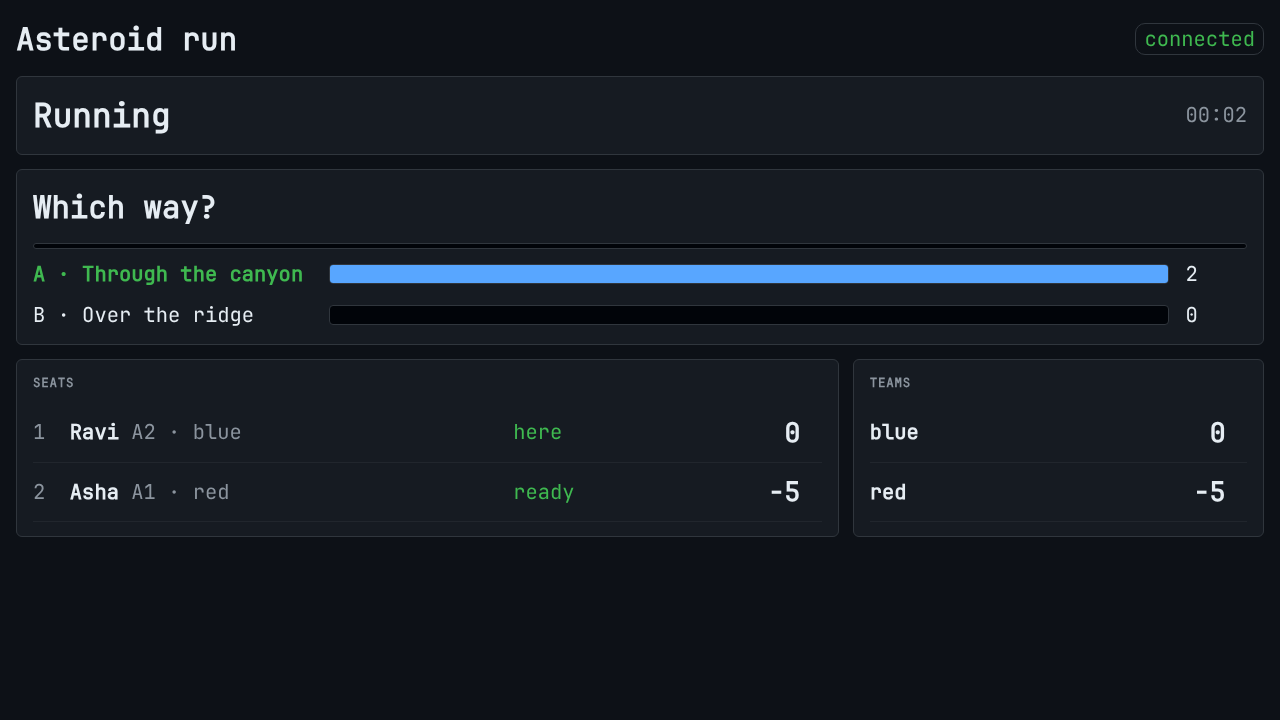 Asteroid run
connected
Running
00:02
Which way?
A · Through the canyon 2
B · Over the ridge 0
SEATS
1 Ravi A2 · blue here 0
2 Asha A1 · red ready -5
TEAMS
blue 0
red -5